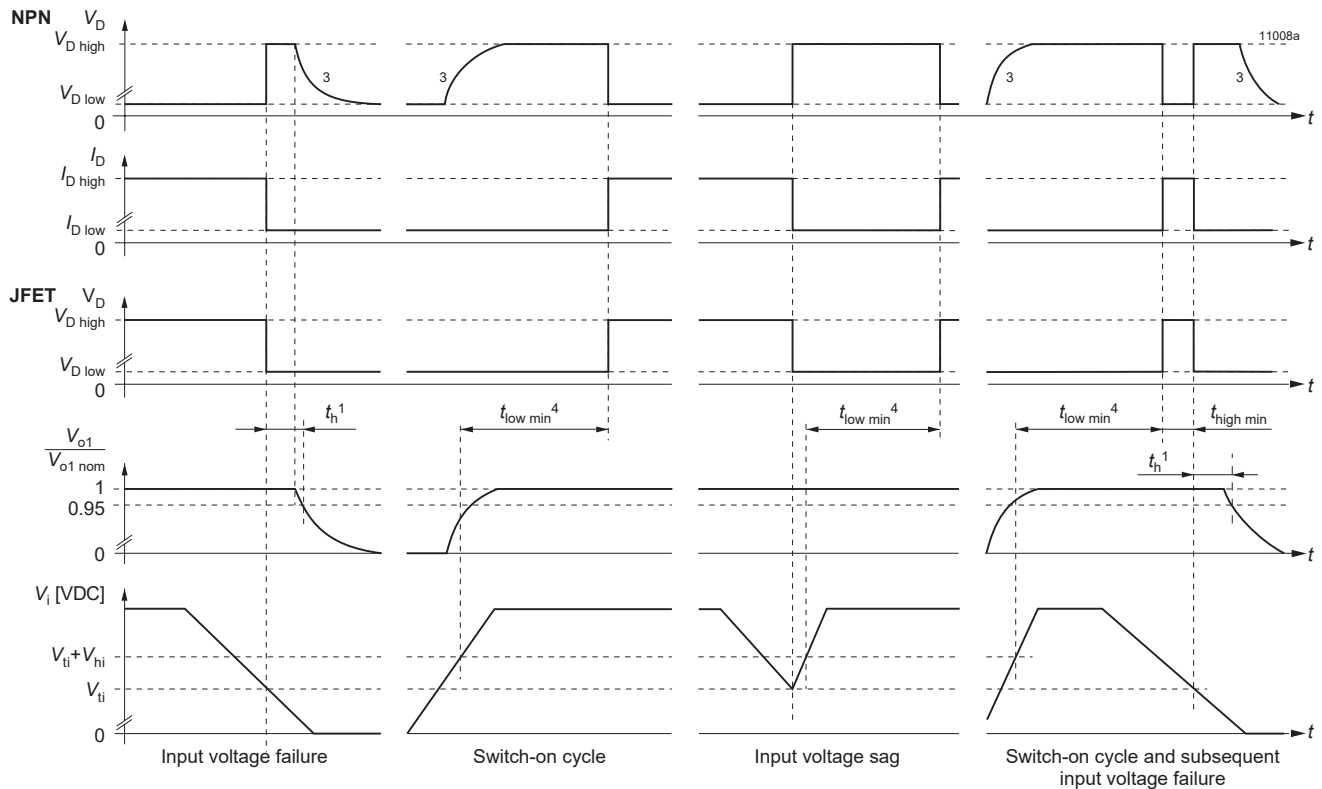 NPN
V_D
V_D high
V_D low
0
3
3
3
3
11008a
t
I_D
I_D high
I_D low
0
t
JFET
V_D
V_D high
V_D low
0
t
t_h^1
t_low min^4
t_low min^4
t_low min^4
t_high min
t_h^1
V_o1
V_o1 nom
1
0.95
0
t
V_i [VDC]
V_ti+V_hi
V_ti
0
t
Input voltage failure
Switch-on cycle
Input voltage sag
Switch-on cycle and subsequent
input voltage failure